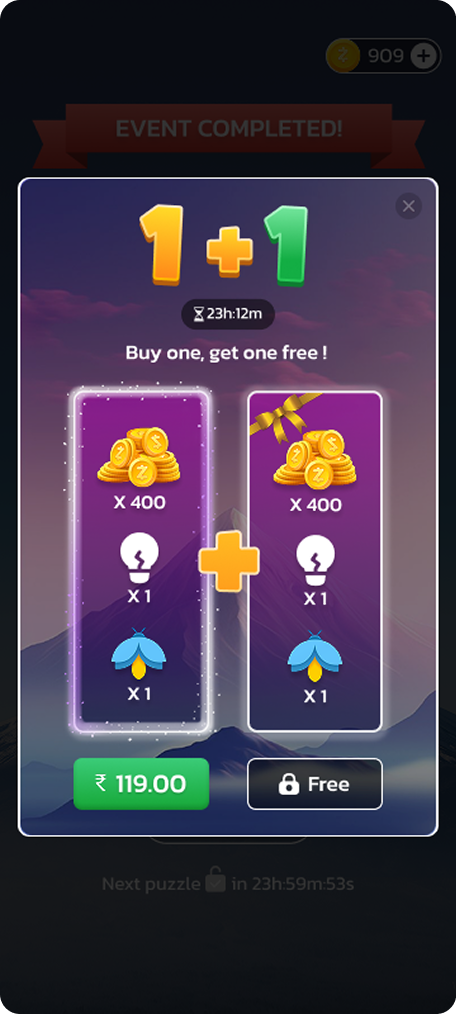 909
EVENT COMPLETED!
1 + 1
23h:12m
Buy one, get one free !
X 400
X 400
X 1
X 1
X 1
X 1
₹ 119.00
Free
Next puzzle in 23h:59m:53s